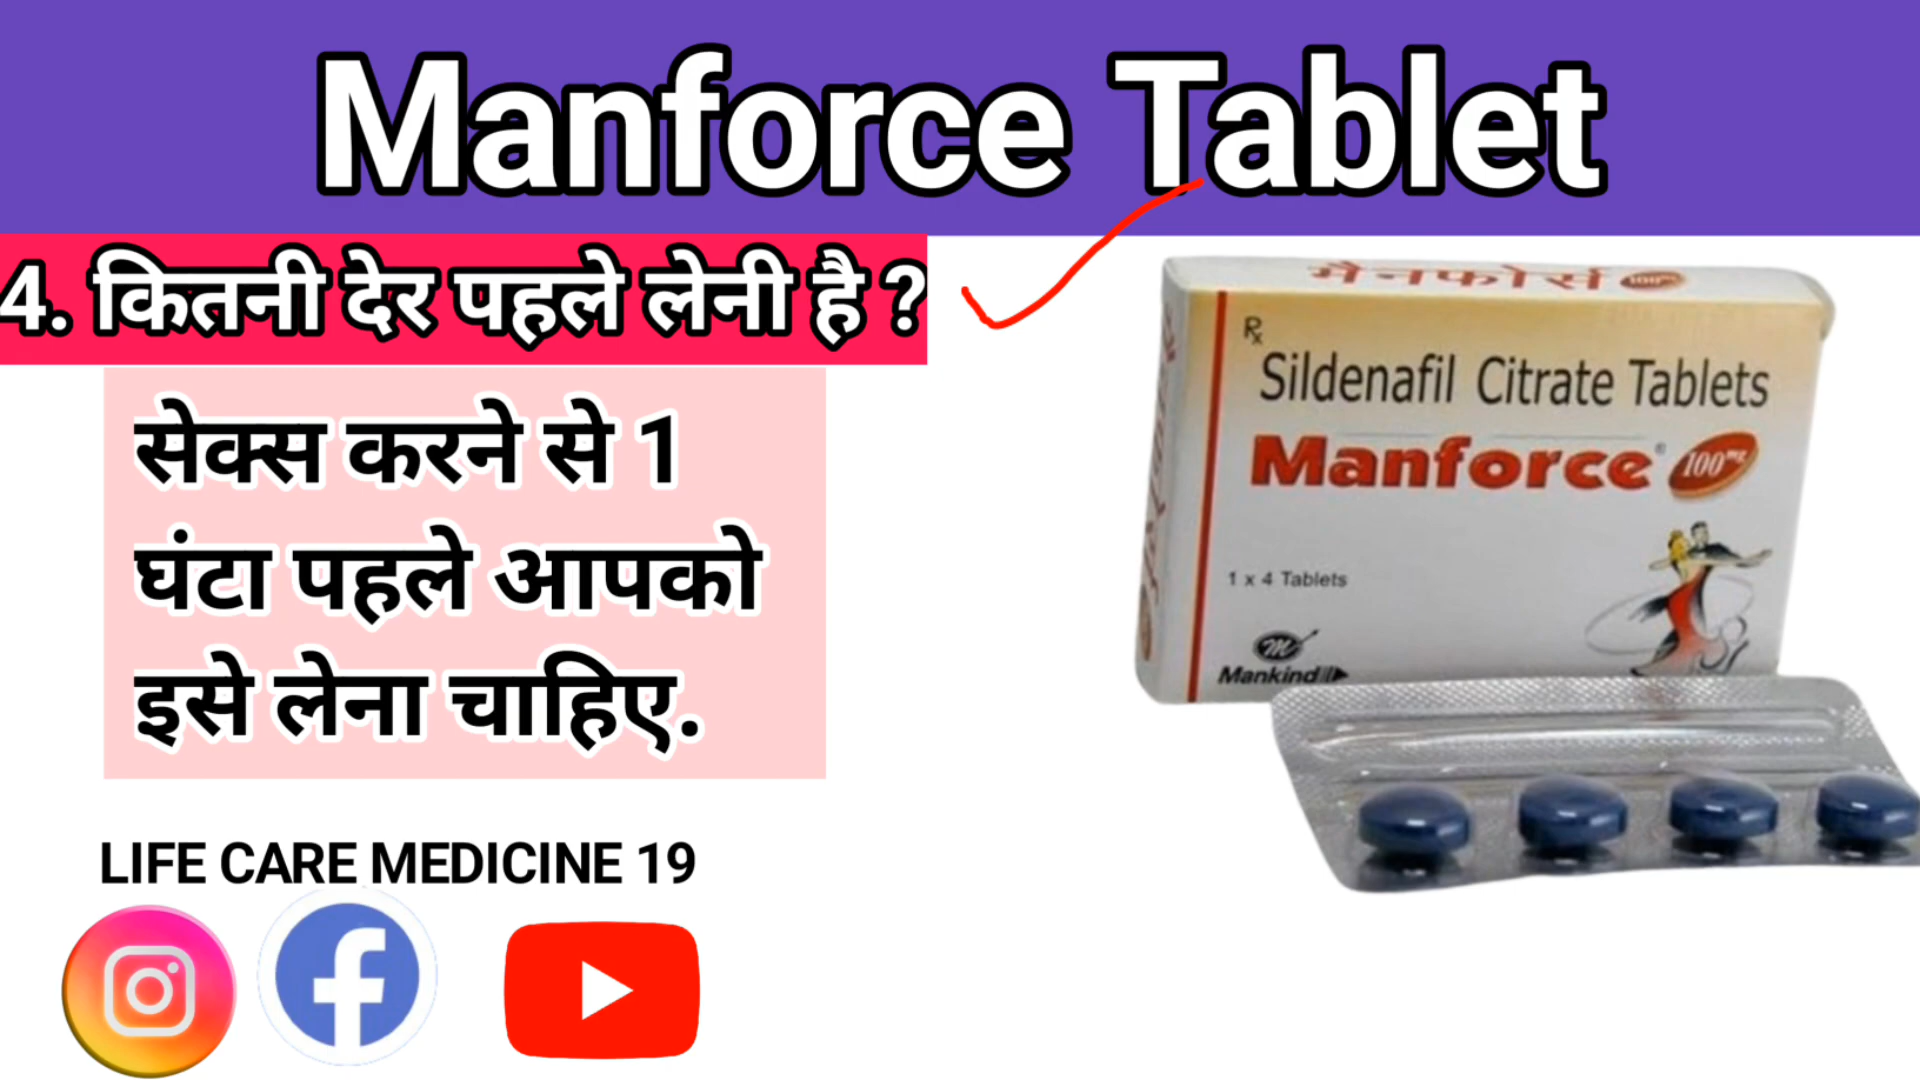 Manforce Tablet
4. कितनी देर पहले लेनी है ?
सेक्स करने से 1
घंटा पहले आपको
इसे लेना चाहिए.
LIFE CARE MEDICINE 19
मैनफोर्स 100mg
Rx
Sildenafil Citrate Tablets
Manforce® 100mg
1 x 4 Tablets
Mankind